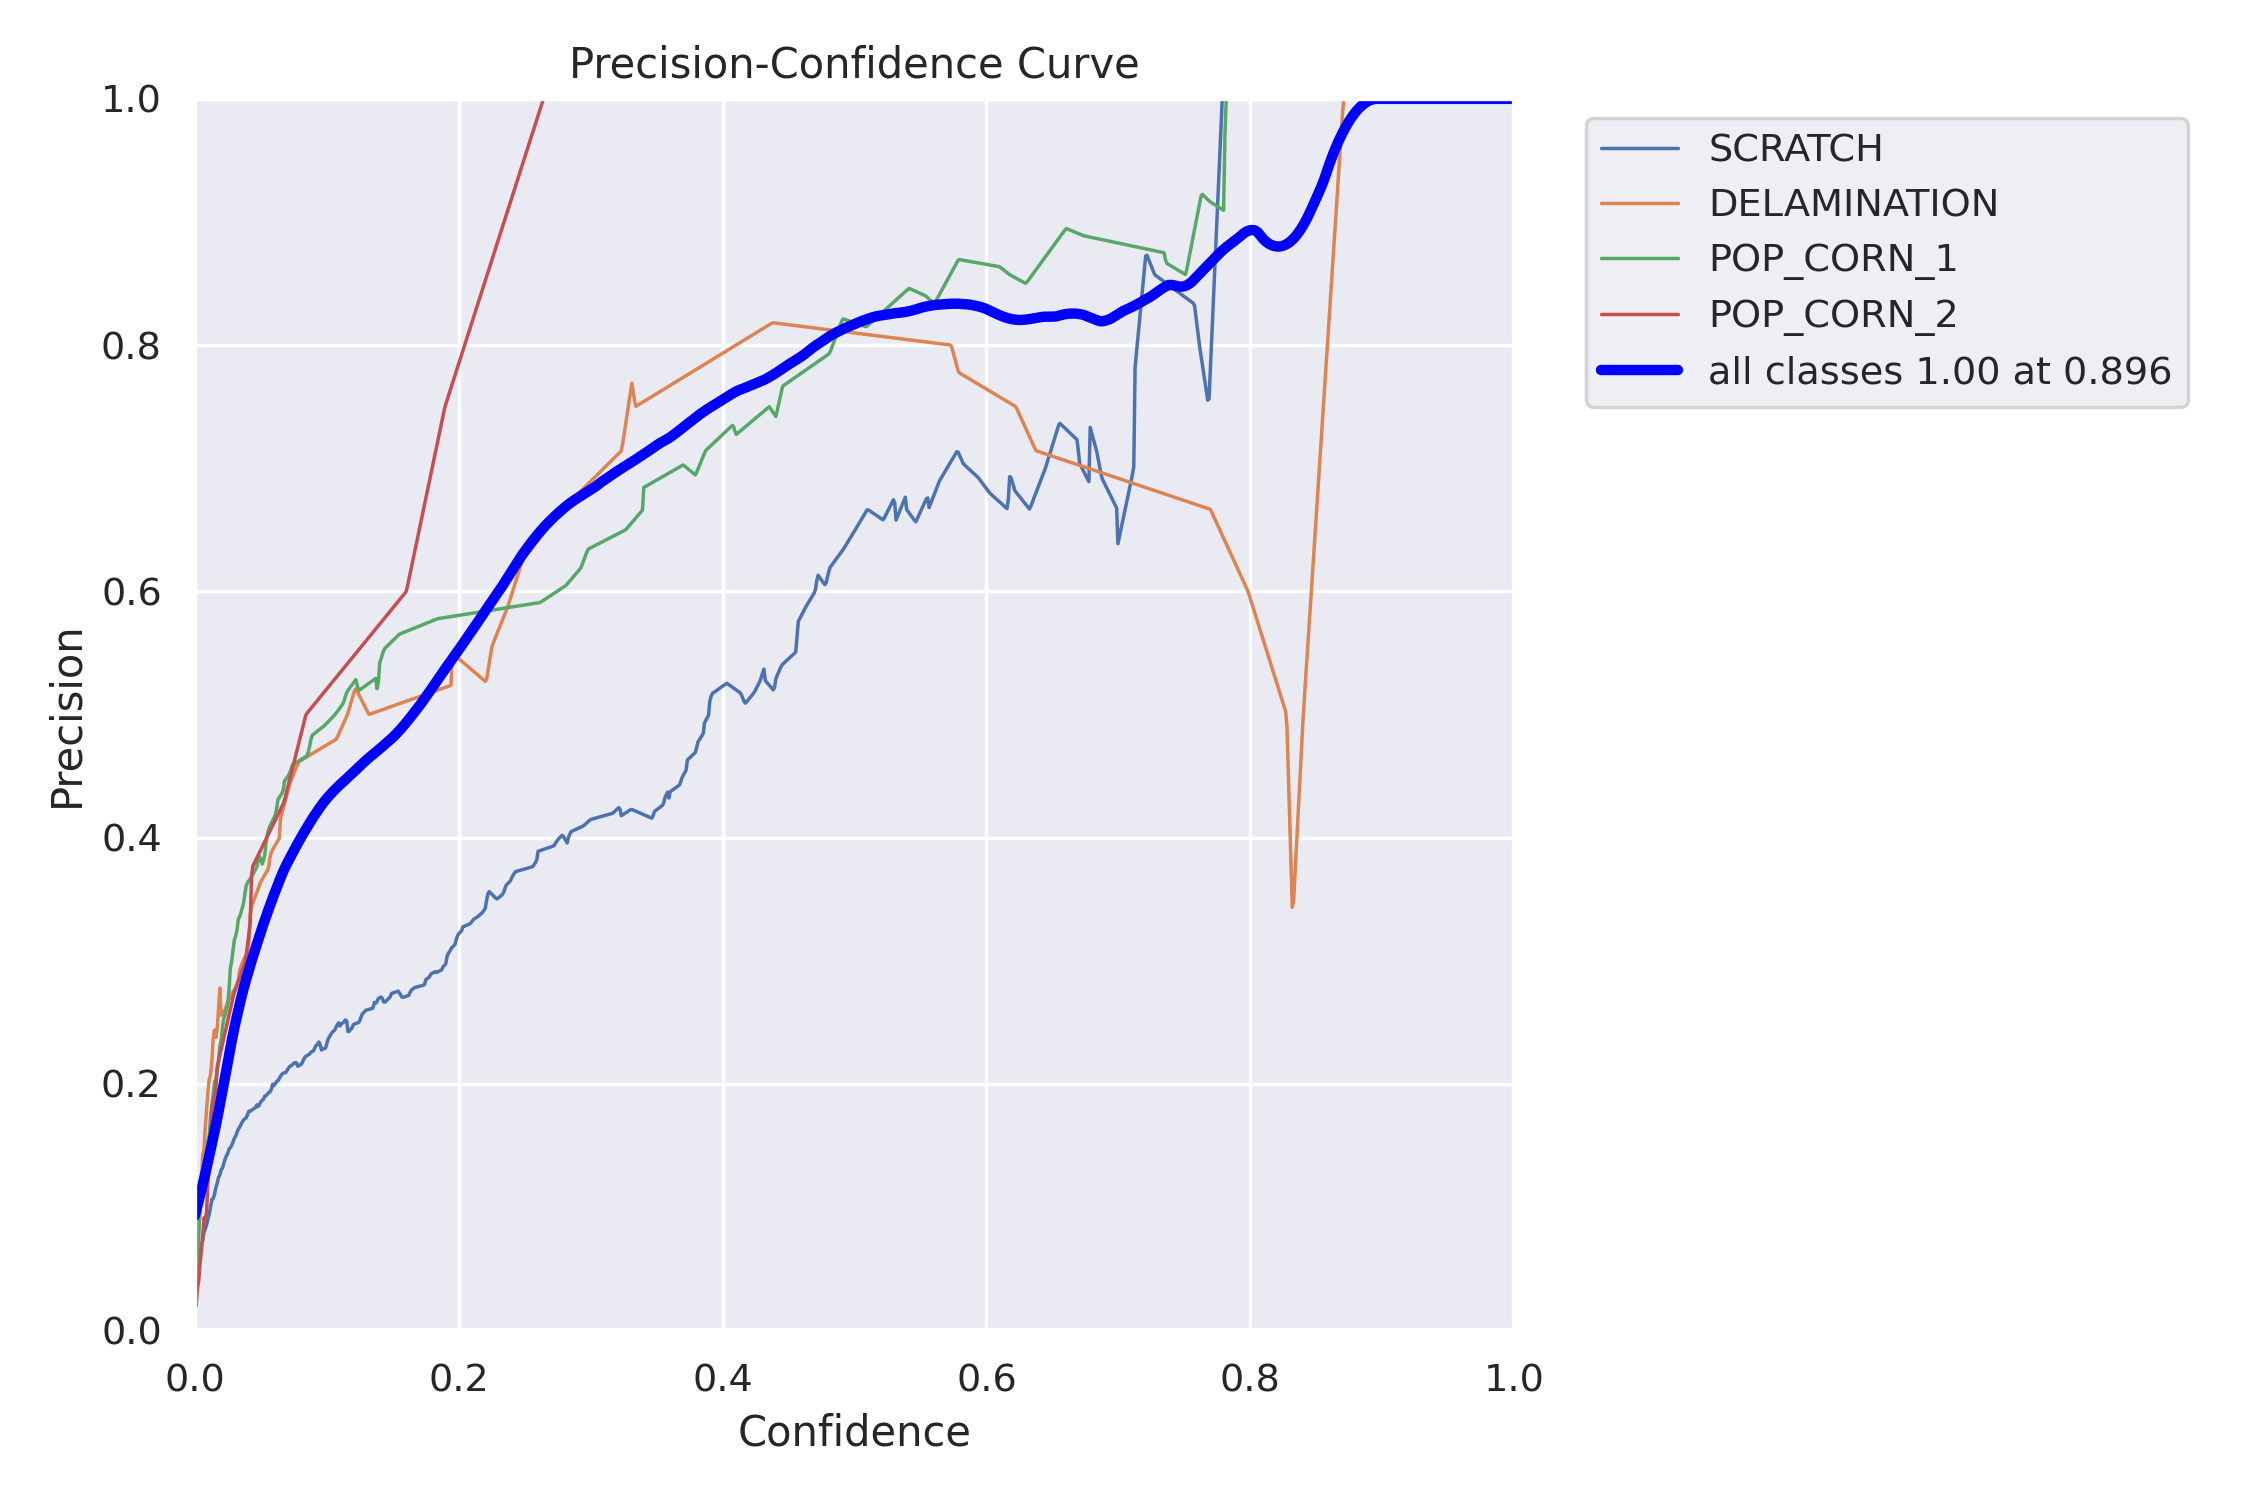 Precision-Confidence Curve
1.0
0.8
0.6
0.4
0.2
0.0
Precision
0.0 0.2 0.4 0.6 0.8 1.0
Confidence
SCRATCH
DELAMINATION
POP_CORN_1
POP_CORN_2
all classes 1.00 at 0.896